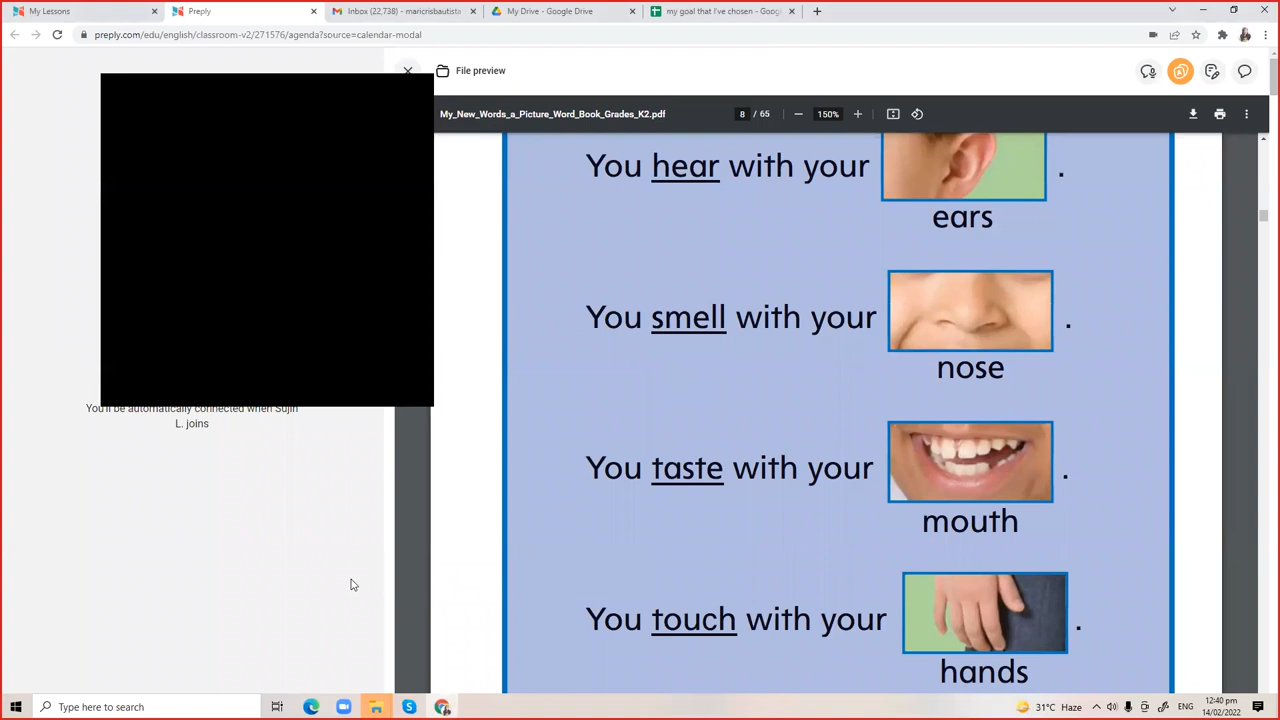 My Lessons
Preply
Inbox (22,738) - maricrisbautist
My Drive - Google Drive
my goal that I've chosen - Goog
preply.com/edu/english/classroom-v2/271576/agenda?source=calendar-modal
File preview
My_New_Words_a_Picture_Word_Book_Grades_K2.pdf
8 / 65
150%
You hear with your .
ears
You smell with your .
nose
You taste with your .
mouth
You touch with your .
hands
You'll be automatically connected when Sujin
L. joins
Type here to search
31°C Haze
ENG
12:40 pm
14/02/2022